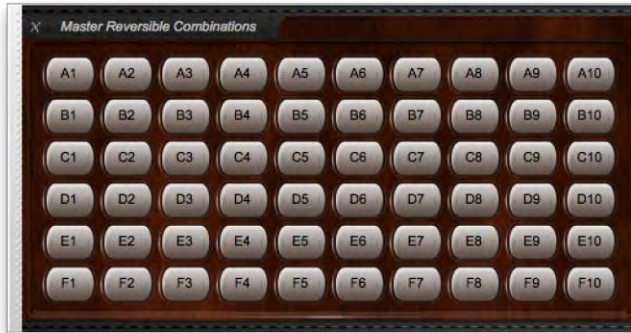 X Master Reversible Combinations
A1 A2 A3 A4 A5 A6 A7 A8 A9 A10
B1 B2 B3 B4 B5 B6 B7 B8 B9 B10
C1 C2 C3 C4 C5 C6 C7 C8 C9 C10
D1 D2 D3 D4 D5 D6 D7 D8 D9 D10
E1 E2 E3 E4 E5 E6 E7 E8 E9 E10
F1 F2 F3 F4 F5 F6 F7 F8 F9 F10